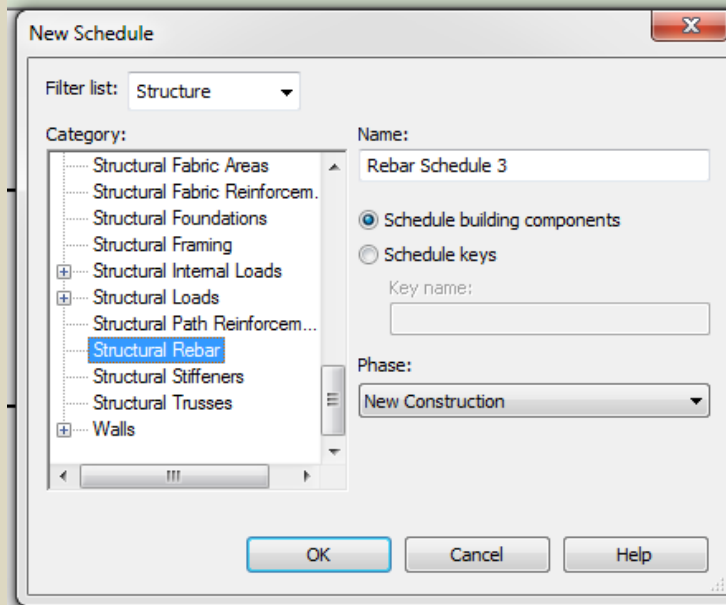 New Schedule
Filter list: Structure
Category:
Structural Fabric Areas
Structural Fabric Reinforcem.
Structural Foundations
Structural Framing
Structural Internal Loads
Structural Loads
Structural Path Reinforcem...
Structural Rebar
Structural Stiffeners
Structural Trusses
Walls
Name:
Rebar Schedule 3
Schedule building components
Schedule keys
Key name:
Phase:
New Construction
OK Cancel Help